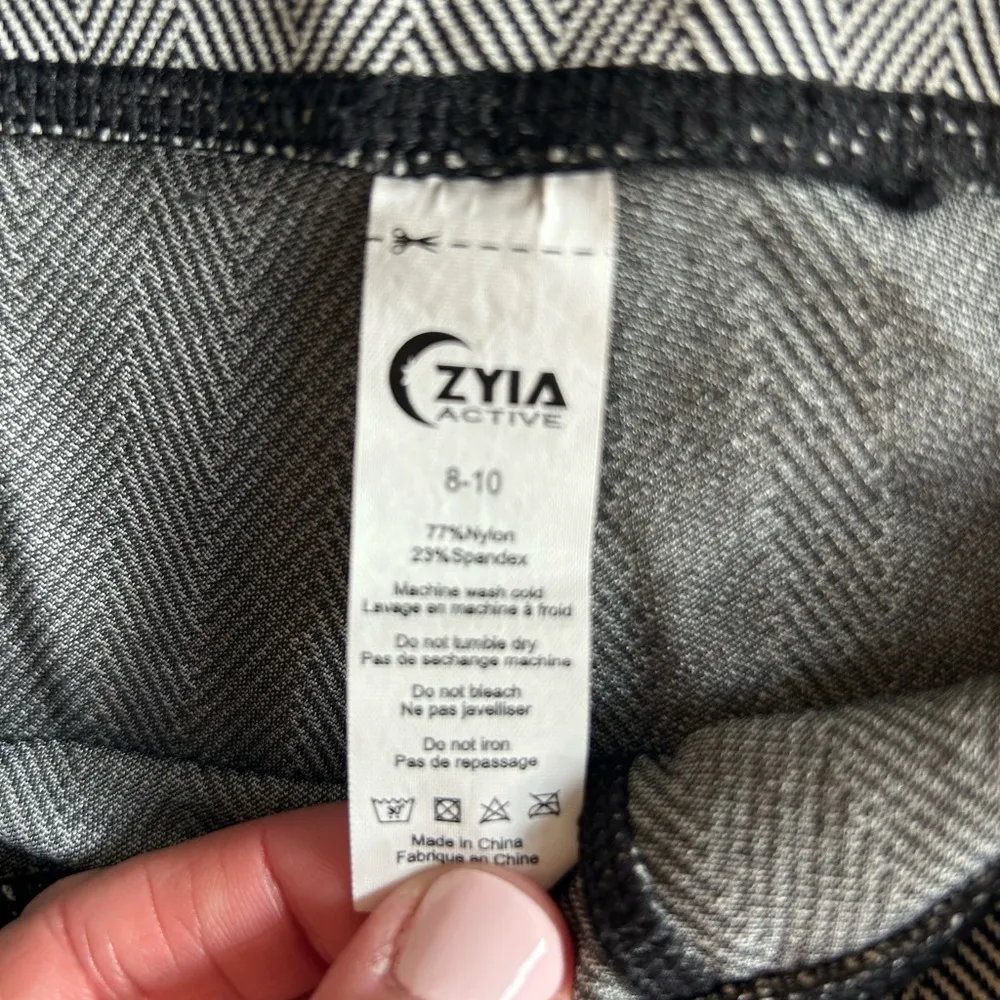 ZYIA
ACTIVE
8-10
77%Nylon
23%Spandex
Machine wash cold
Lavage en machine à froid
Do not tumble dry
Pas de sechange machine
Do not bleach
Ne pas javelliser
Do not iron
Pas de repassage
30
Made in China
Fabrique en Chine